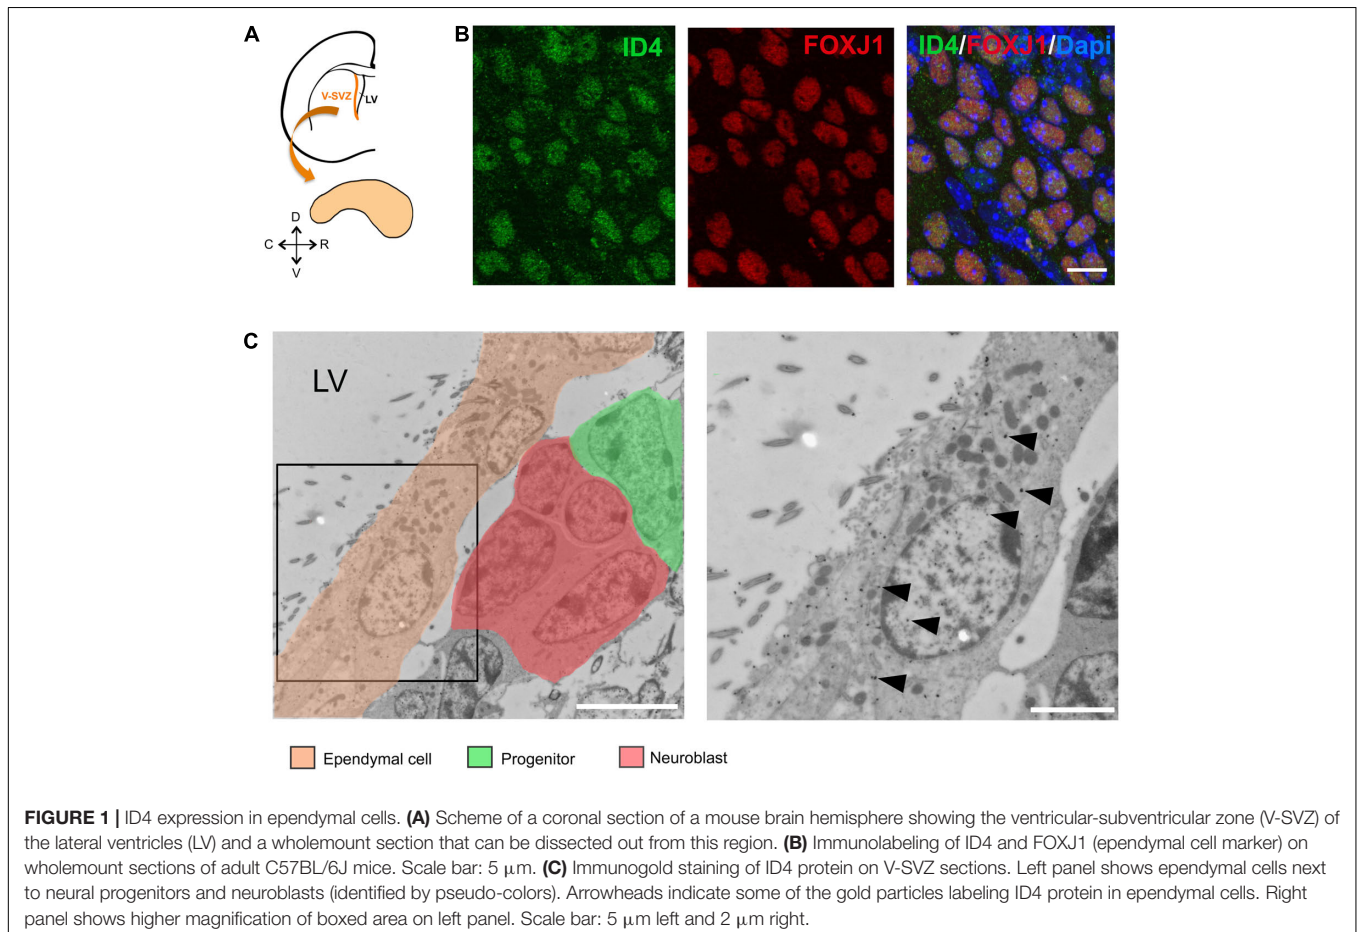 A
V-SVZ
LV
D
C
R
V
B
ID4
FOXJ1
ID4/FOXJ1/Dapi
C
LV
Ependymal cell
Progenitor
Neuroblast
FIGURE 1 | ID4 expression in ependymal cells. (A) Scheme of a coronal section of a mouse brain hemisphere showing the ventricular-subventricular zone (V-SVZ) of
the lateral ventricles (LV) and a wholemount section that can be dissected out from this region. (B) Immunolabeling of ID4 and FOXJ1 (ependymal cell marker) on
wholemount sections of adult C57BL/6J mice. Scale bar: 5 μm. (C) Immunogold staining of ID4 protein on V-SVZ sections. Left panel shows ependymal cells next
to neural progenitors and neuroblasts (identified by pseudo-colors). Arrowheads indicate some of the gold particles labeling ID4 protein in ependymal cells. Right
panel shows higher magnification of boxed area on left panel. Scale bar: 5 μm left and 2 μm right.